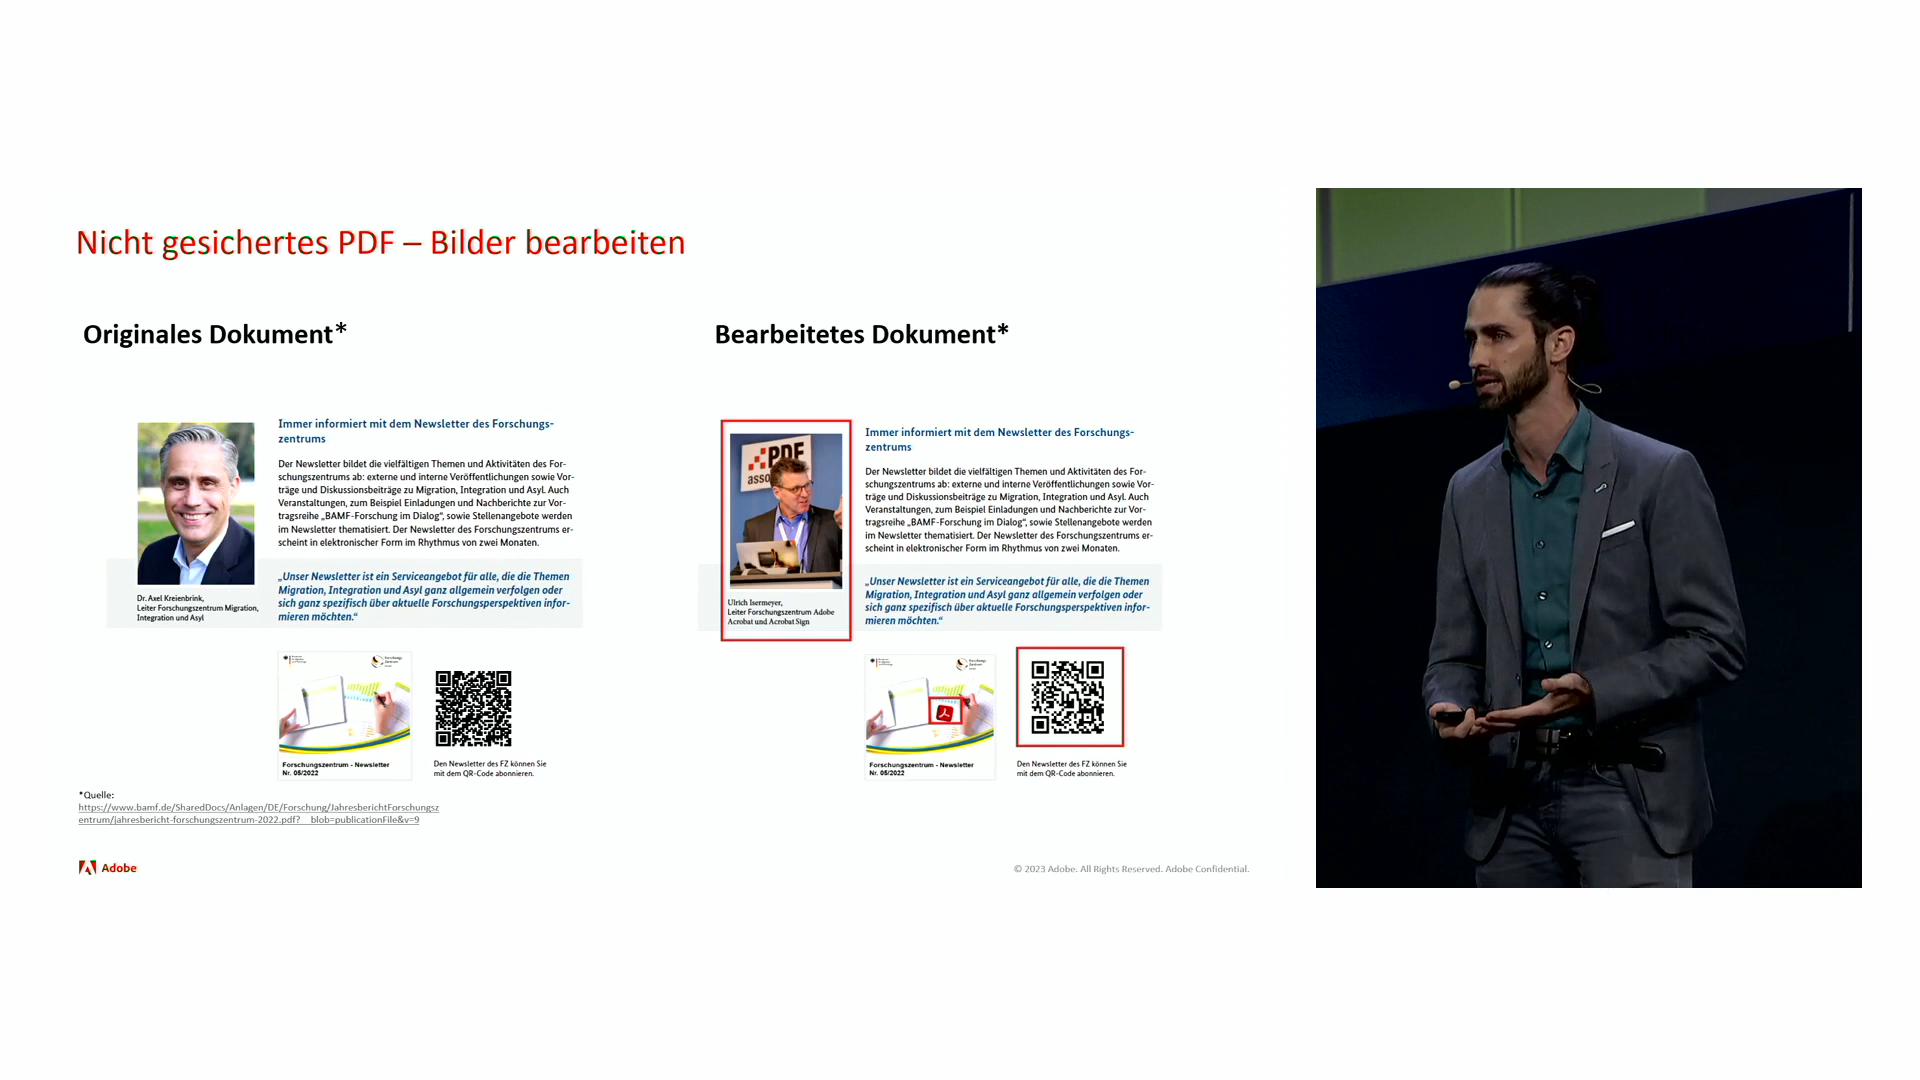 Nicht gesichertes PDF – Bilder bearbeiten
Originales Dokument*
Immer informiert mit dem Newsletter des Forschungs-
zentrums
Der Newsletter bildet die vielfältigen Themen und Aktivitäten des For-
schungszentrums ab: externe und interne Veröffentlichungen sowie Vor-
träge und Diskussionsbeiträge zu Migration, Integration und Asyl. Auch
Veranstaltungen, zum Beispiel Einladungen und Nachberichte zur Vor-
tragsreihe „BAMF-Forschung im Dialog“, sowie Stellenangebote werden
im Newsletter thematisiert. Der Newsletter des Forschungszentrums er-
scheint in elektronischer Form im Rhythmus von zwei Monaten.
„Unser Newsletter ist ein Serviceangebot für alle, die die Themen
Migration, Integration und Asyl ganz allgemein verfolgen oder
sich ganz spezifisch über aktuelle Forschungsperspektiven infor-
mieren möchten.“
Dr. Axel Kreienbrink,
Leiter Forschungszentrum Migration,
Integration und Asyl
Forschungszentrum - Newsletter
Nr. 05/2022
Den Newsletter des FZ können Sie
mit dem QR-Code abonnieren.
Bearbeitetes Dokument*
PDF
asso
Immer informiert mit dem Newsletter des Forschungs-
zentrums
Der Newsletter bildet die vielfältigen Themen und Aktivitäten des For-
schungszentrums ab: externe und interne Veröffentlichungen sowie Vor-
träge und Diskussionsbeiträge zu Migration, Integration und Asyl. Auch
Veranstaltungen, zum Beispiel Einladungen und Nachberichte zur Vor-
tragsreihe „BAMF-Forschung im Dialog“, sowie Stellenangebote werden
im Newsletter thematisiert. Der Newsletter des Forschungszentrums er-
scheint in elektronischer Form im Rhythmus von zwei Monaten.
„Unser Newsletter ist ein Serviceangebot für alle, die die Themen
Migration, Integration und Asyl ganz allgemein verfolgen oder
sich ganz spezifisch über aktuelle Forschungsperspektiven infor-
mieren möchten.“
Ulrich Isermeyer,
Leiter Forschungszentrum Adobe
Acrobat und Acrobat Sign
Forschungszentrum - Newsletter
Nr. 05/2022
Den Newsletter des FZ können Sie
mit dem QR-Code abonnieren.
*Quelle:
https://www.bamf.de/SharedDocs/Anlagen/DE/Forschung/JahresberichtForschungsz
entrum/jahresbericht-forschungszentrum-2022.pdf?__blob=publicationFile&v=9
Adobe
© 2023 Adobe. All Rights Reserved. Adobe Confidential.